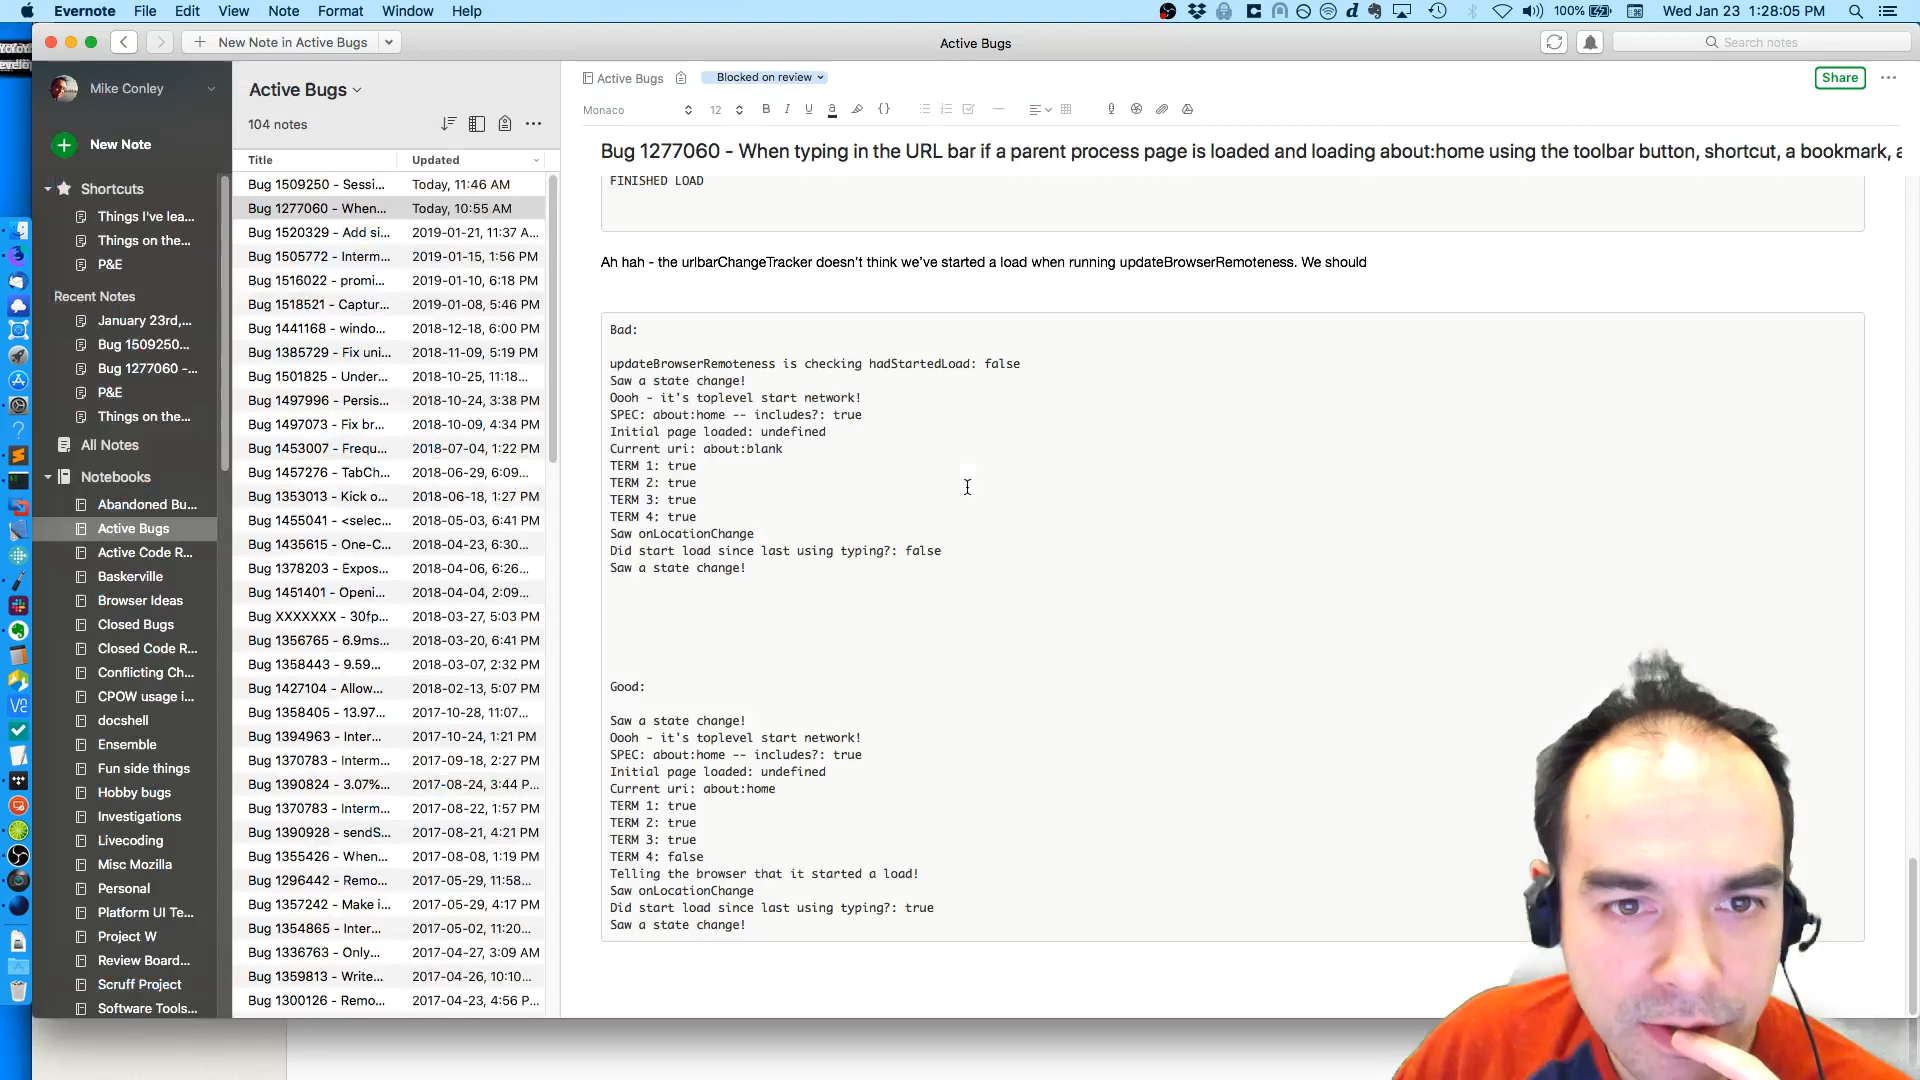 Evernote File Edit View Note Format Window Help
100% Wed Jan 23 1:28:05 PM
New Note in Active Bugs
Active Bugs
Search notes
Mike Conley
New Note
Shortcuts
Things I've lea...
Things on the...
P&E
Recent Notes
January 23rd,...
Bug 1509250...
Bug 1277060 -...
P&E
Things on the...
All Notes
Notebooks
Abandoned Bu...
Active Bugs
Active Code R...
Baskerville
Browser Ideas
Closed Bugs
Closed Code R...
Conflicting Ch...
CPOW usage i...
docshell
Ensemble
Fun side things
Hobby bugs
Investigations
Livecoding
Misc Mozilla
Personal
Platform UI Te...
Project W
Review Board...
Scruff Project
Software Tools...
Active Bugs
104 notes
Title Updated
Bug 1509250 - Sessi... Today, 11:46 AM
Bug 1277060 - When... Today, 10:55 AM
Bug 1520329 - Add si... 2019-01-21, 11:37 A...
Bug 1505772 - Interm... 2019-01-15, 1:56 PM
Bug 1516022 - promi... 2019-01-10, 6:18 PM
Bug 1518521 - Captur... 2019-01-08, 5:46 PM
Bug 1441168 - windo... 2018-12-18, 6:00 PM
Bug 1385729 - Fix uni... 2018-11-09, 5:19 PM
Bug 1501825 - Under... 2018-10-25, 11:18...
Bug 1497996 - Persis... 2018-10-24, 3:38 PM
Bug 1497073 - Fix br... 2018-10-09, 4:34 PM
Bug 1453007 - Frequ... 2018-07-04, 1:22 PM
Bug 1457276 - TabCh... 2018-06-29, 6:09...
Bug 1353013 - Kick o... 2018-06-18, 1:27 PM
Bug 1455041 - <selec... 2018-05-03, 6:41 PM
Bug 1435615 - One-C... 2018-04-23, 6:30...
Bug 1378203 - Expos... 2018-04-06, 6:26...
Bug 1451401 - Openi... 2018-04-04, 2:09...
Bug XXXXXXX - 30fp... 2018-03-27, 5:03 PM
Bug 1356765 - 6.9ms... 2018-03-20, 6:41 PM
Bug 1358443 - 9.59... 2018-03-07, 2:32 PM
Bug 1427104 - Allow... 2018-02-13, 5:07 PM
Bug 1358405 - 13.97... 2017-10-28, 11:07...
Bug 1394963 - Inter... 2017-10-24, 1:21 PM
Bug 1370783 - Interm... 2017-09-18, 2:27 PM
Bug 1390824 - 3.07%... 2017-08-24, 3:44 P...
Bug 1370783 - Interm... 2017-08-22, 1:57 PM
Bug 1390928 - sendS... 2017-08-21, 4:21 PM
Bug 1355426 - When... 2017-08-08, 1:19 PM
Bug 1296442 - Remo... 2017-05-29, 11:58...
Bug 1357242 - Make i... 2017-05-29, 4:17 PM
Bug 1354865 - Inter... 2017-05-02, 11:20...
Bug 1336763 - Only... 2017-04-27, 3:09 AM
Bug 1359813 - Write... 2017-04-26, 10:10...
Bug 1300126 - Remo... 2017-04-23, 4:56 P...
Active Bugs Blocked on review Share
Monaco 12 B I U a {}
Bug 1277060 - When typing in the URL bar if a parent process page is loaded and loading about:home using the toolbar button, shortcut, a bookmark, a
FINISHED LOAD
Ah hah - the urlbarChangeTracker doesn't think we've started a load when running updateBrowserRemoteness. We should
Bad:
updateBrowserRemoteness is checking hadStartedLoad: false
Saw a state change!
Oooh - it's toplevel start network!
SPEC: about:home -- includes?: true
Initial page loaded: undefined
Current uri: about:blank
TERM 1: true
TERM 2: true
TERM 3: true
TERM 4: true
Saw onLocationChange
Did start load since last using typing?: false
Saw a state change!
Good:
Saw a state change!
Oooh - it's toplevel start network!
SPEC: about:home -- includes?: true
Initial page loaded: undefined
Current uri: about:home
TERM 1: true
TERM 2: true
TERM 3: true
TERM 4: false
Telling the browser that it started a load!
Saw onLocationChange
Did start load since last using typing?: true
Saw a state change!